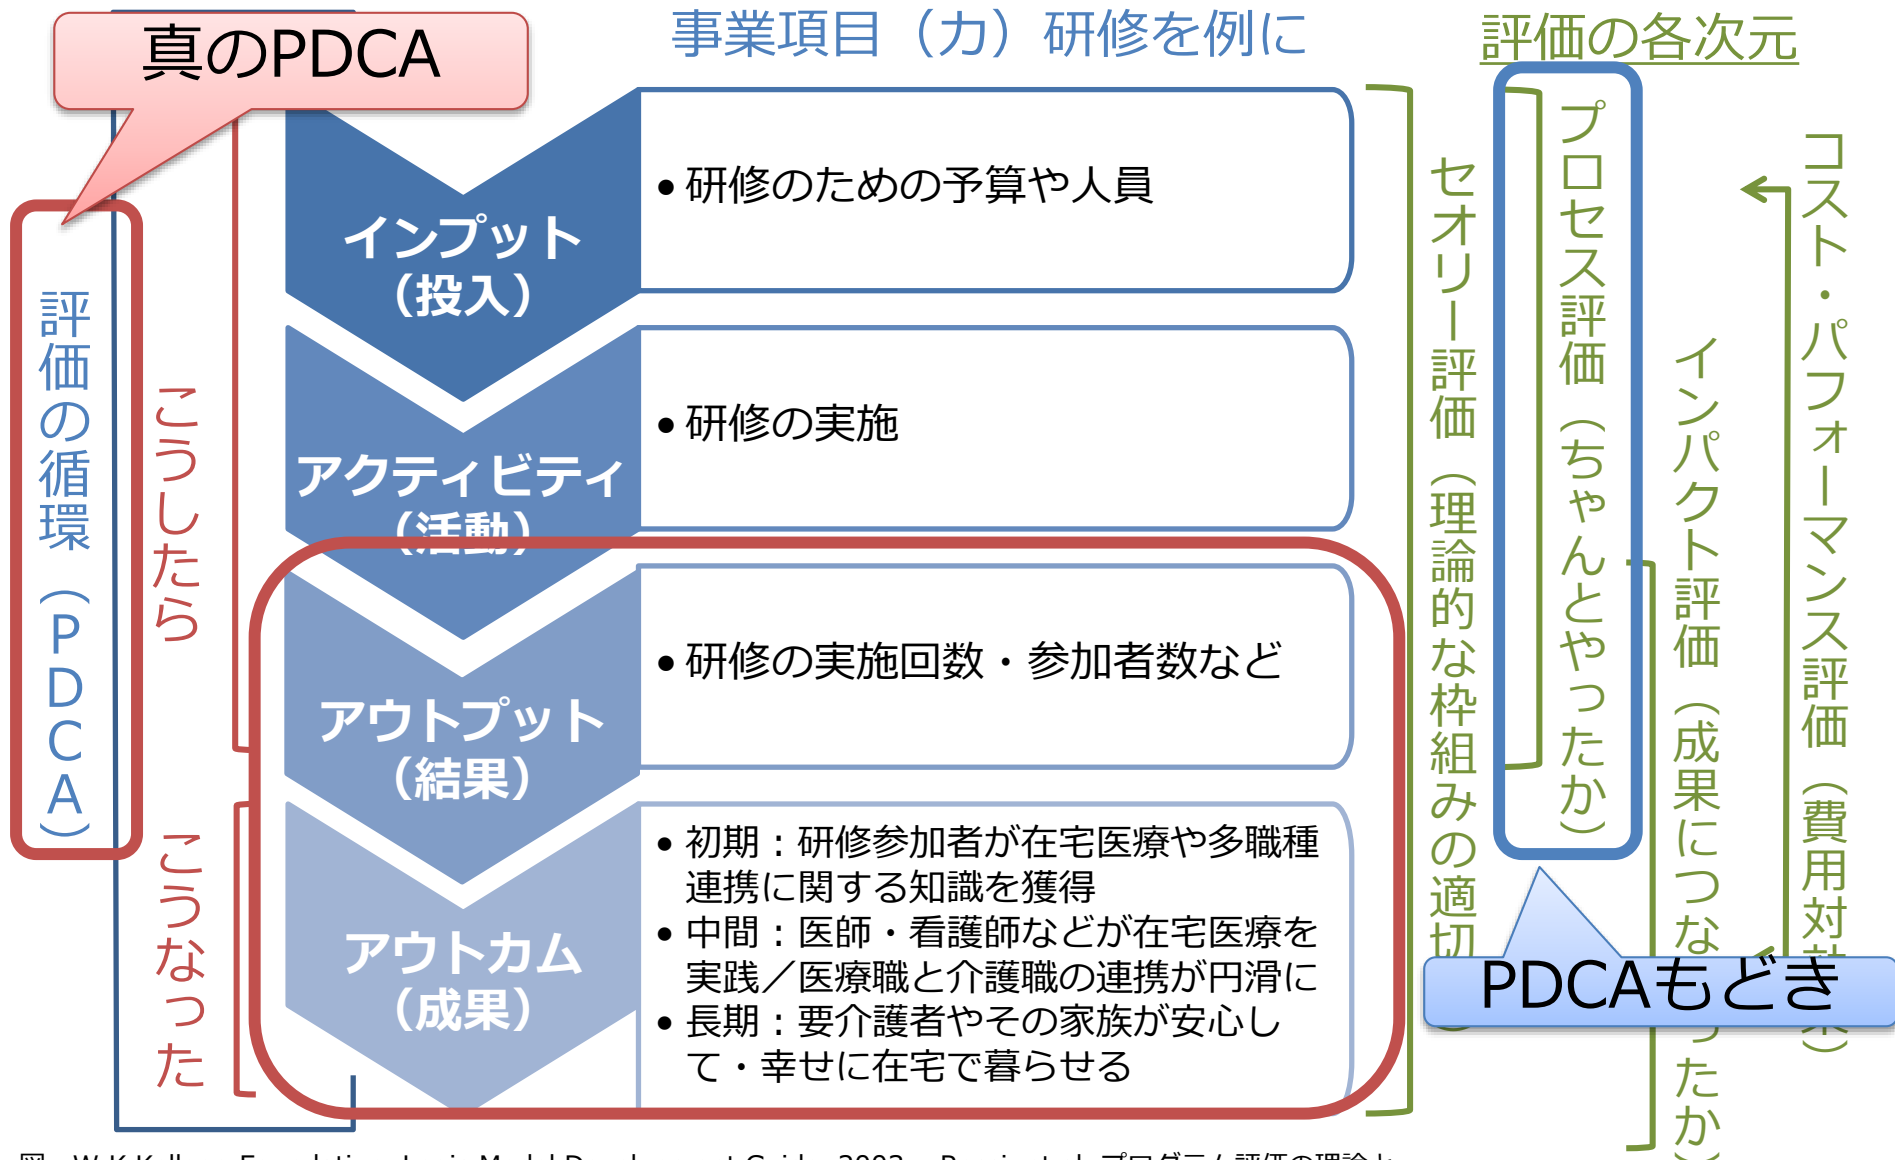 真のPDCA
事業項目（カ）研修を例に
評価の各次元
評価の循環（PDCA）
こうしたら
こうなった
インプット
（投入）
• 研修のための予算や人員
アクティビティ
（活動）
• 研修の実施
アウトプット
（結果）
• 研修の実施回数・参加者数など
アウトカム
（成果）
• 初期：研修参加者が在宅医療や多職種
連携に関する知識を獲得
• 中間：医師・看護師などが在宅医療を
実践／医療職と介護職の連携が円滑に
• 長期：要介護者やその家族が安心し
て・幸せに在宅で暮らせる
セオリー評価（理論的な枠組みの適切
プロセス評価（ちゃんとやったか）
インパクト評価（成果につなったか）
コスト・パフォーマンス評価（費用対
PDCAもどき